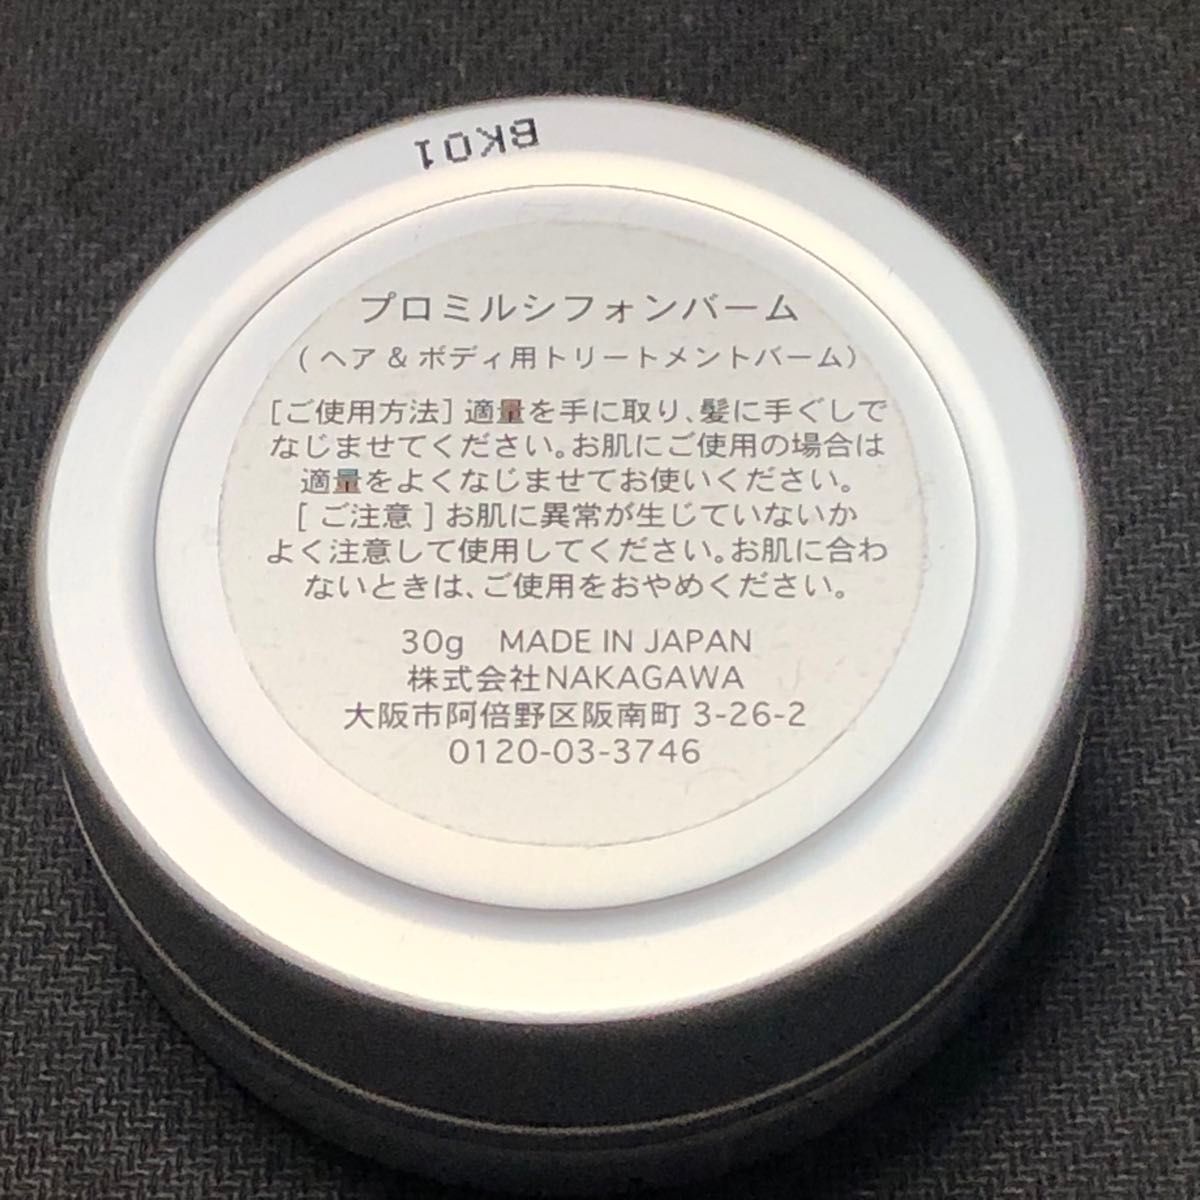 BK01
プロミルシフォンバーム
(ヘア & ボディ用トリートメントバーム)
[ご使用方法] 適量を手に取り、髪に手ぐしで
なじませてください。お肌にご使用の場合は
適量をよくなじませてお使いください。
[ご注意] お肌に異常が生じていないか
よく注意して使用してください。お肌に合わ
ないときは、ご使用をおやめください。
30g MADE IN JAPAN
株式会社NAKAGAWA
大阪市阿倍野区阪南町 3-26-2
0120-03-3746